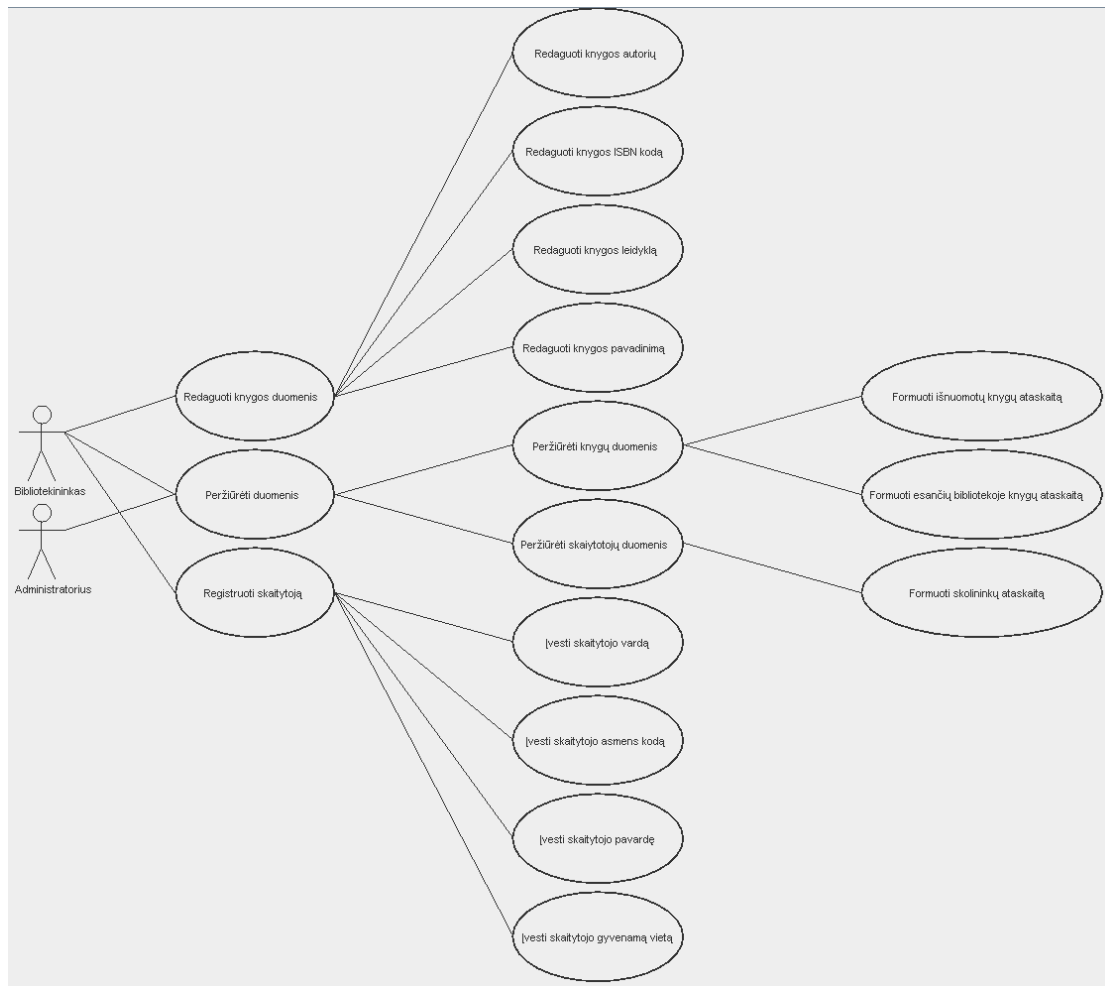 Redaguoti knygos autorių
Redaguoti knygos ISBN kodą
Redaguoti knygos leidyklą
Redaguoti knygos pavadinimą
Redaguoti knygos duomenis
Formuoti išnuomotų knygų ataskaitą
Peržiūrėti knygų duomenis
Bibliotekininkas
Peržiūrėti duomenis
Formuoti esančių bibliotekoje knygų ataskaitą
Peržiūrėti skaiytotojų duomenis
Administratorius
Registruoti skaitytoją
Formuoti skolininkų ataskaitą
Įvesti skaitytojo vardą
Įvesti skaitytojo asmens kodą
Įvesti skaitytojo pavardę
Įvesti skaitytojo gyvenamą vietą